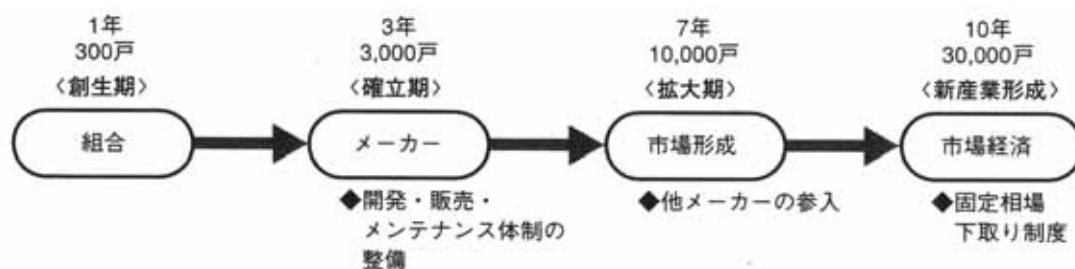 1年
300戸
〈創生期〉
組合
3年
3,000戸
〈確立期〉
メーカー
◆開発・販売・
メンテナンス体制の
整備
7年
10,000戸
〈拡大期〉
市場形成
◆他メーカーの参入
10年
30,000戸
〈新産業形成〉
市場経済
◆固定相場
下取り制度